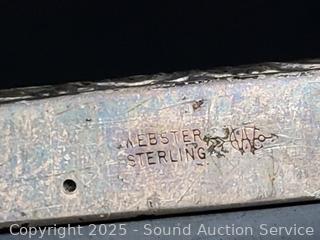 WEBSTER
STERLING
Copyright © 2025 - Sound Auction Service